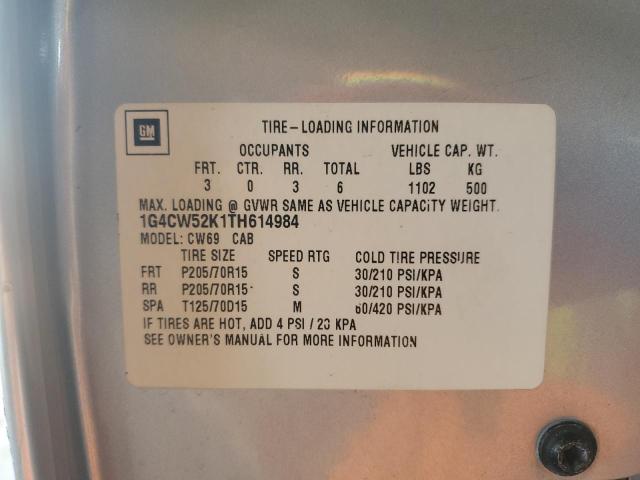 GM
TIRE-LOADING INFORMATION
OCCUPANTS VEHICLE CAP. WT.
FRT. CTR. RR. TOTAL LBS KG
3 0 3 6 1102 500
MAX. LOADING @ GVWR SAME AS VEHICLE CAPACITY WEIGHT.
1G4CW52K1TH614984
MODEL: CW69 CAB
TIRE SIZE SPEED RTG COLD TIRE PRESSURE
FRT P205/70R15 S 30/210 PSI/KPA
RR P205/70R15 S 30/210 PSI/KPA
SPA T125/70D15 M 60/420 PSI/KPA
IF TIRES ARE HOT, ADD 4 PSI / 23 KPA
SEE OWNER'S MANUAL FOR MORE INFORMATION